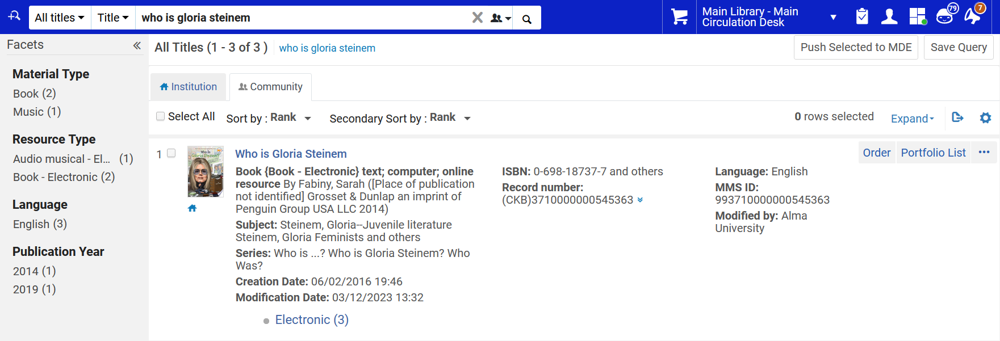 All titles
Title
who is gloria steinem
Main Library - Main
Circulation Desk
79
7
Facets
Material Type
Book (2)
Music (1)
Resource Type
Audio musical - El... (1)
Book - Electronic (2)
Language
English (3)
Publication Year
2014 (1)
2019 (1)
All Titles (1 - 3 of 3 )
who is gloria steinem
Push Selected to MDE
Save Query
Institution
Community
Select All
Sort by : Rank
Secondary Sort by : Rank
0 rows selected
Expand
1
Who Is
Gloria Steinem?
Who is Gloria Steinem
Order
Portfolio List
Book {Book - Electronic} text; computer; online
resource By Fabiny, Sarah ([Place of publication
not identified] Grosset & Dunlap an imprint of
Penguin Group USA LLC 2014)
Subject: Steinem, Gloria--Juvenile literature
Steinem, Gloria Feminists and others
Series: Who is ...? Who is Gloria Steinem? Who
Was?
Creation Date: 06/02/2016 19:46
Modification Date: 03/12/2023 13:32
Electronic (3)
ISBN: 0-698-18737-7 and others
Record number:
(CKB)3710000000545363
Language: English
MMS ID:
993710000000545363
Modified by: Alma
University